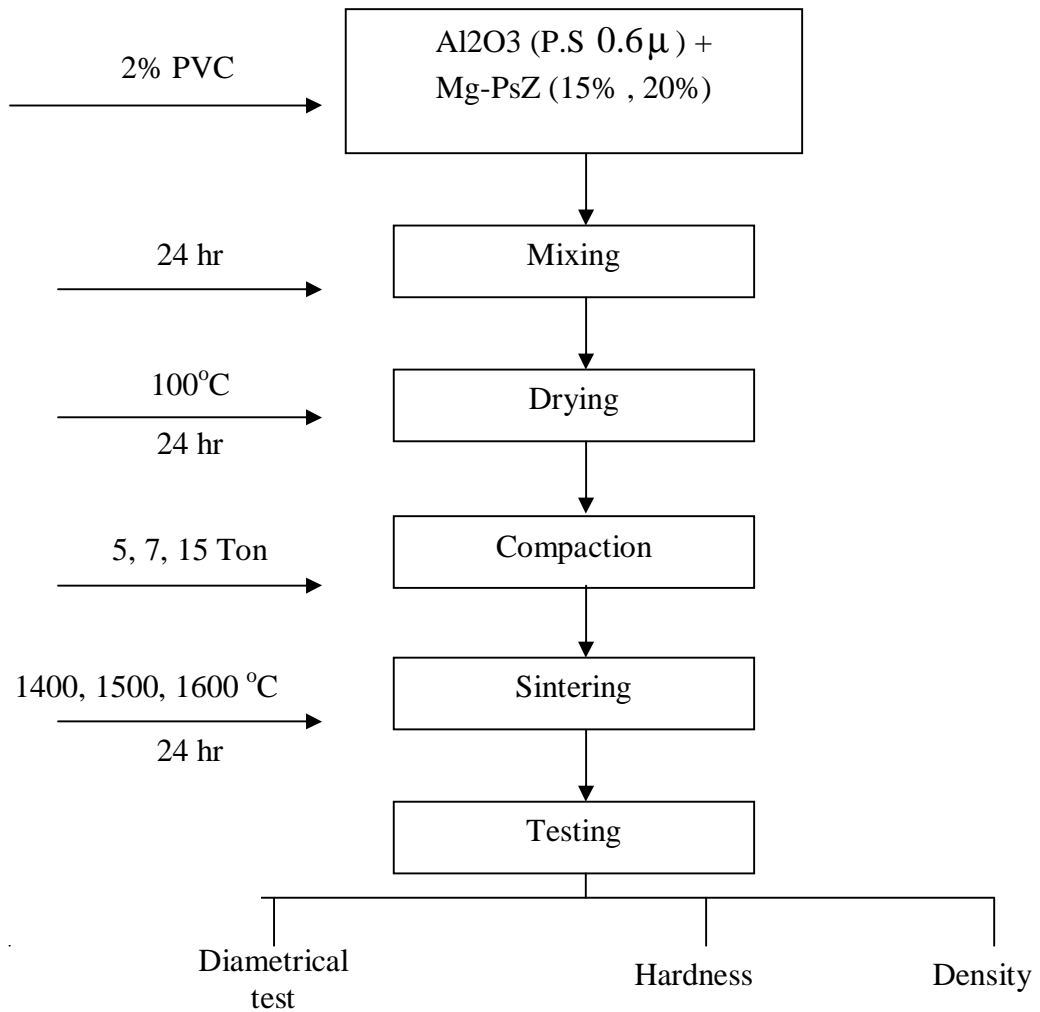 2% PVC
Al2O3 (P.S 0.6μ) +
Mg-PsZ (15% , 20%)
24 hr
Mixing
100°C
24 hr
Drying
5, 7, 15 Ton
Compaction
1400, 1500, 1600 °C
24 hr
Sintering
Testing
Diametrical
test
Hardness
Density